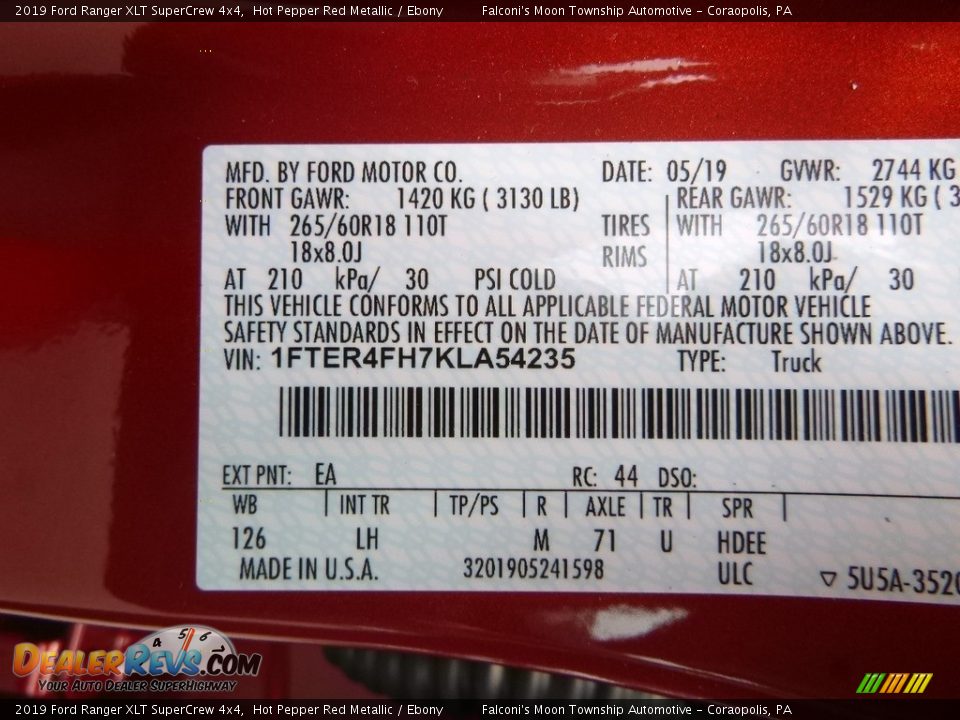 2019 Ford Ranger XLT SuperCrew 4x4, Hot Pepper Red Metallic / Ebony Falconi's Moon Township Automotive - Coraopolis, PA
MFD. BY FORD MOTOR CO. DATE: 05/19 GVWR: 2744 KG
FRONT GAWR: 1420 KG ( 3130 LB) REAR GAWR: 1529 KG ( 3
WITH 265/60R18 110T TIRES WITH 265/60R18 110T
18x8.0J RIMS 18x8.0J
AT 210 kPa/ 30 PSI COLD AT 210 kPa/ 30
THIS VEHICLE CONFORMS TO ALL APPLICABLE FEDERAL MOTOR VEHICLE
SAFETY STANDARDS IN EFFECT ON THE DATE OF MANUFACTURE SHOWN ABOVE.
VIN: 1FTER4FH7KLA54235 TYPE: Truck
EXT PNT: EA RC: 44 DSO:
WB INT TR TP/PS R AXLE TR SPR
126 LH M 71 U HDEE
MADE IN U.S.A. 3201905241598 ULC ▽ 5U5A-3520
4 5 6
DEALERREVS.COM
YOUR AUTO DEALER SUPERHIGHWAY
2019 Ford Ranger XLT SuperCrew 4x4, Hot Pepper Red Metallic / Ebony Falconi's Moon Township Automotive - Coraopolis, PA